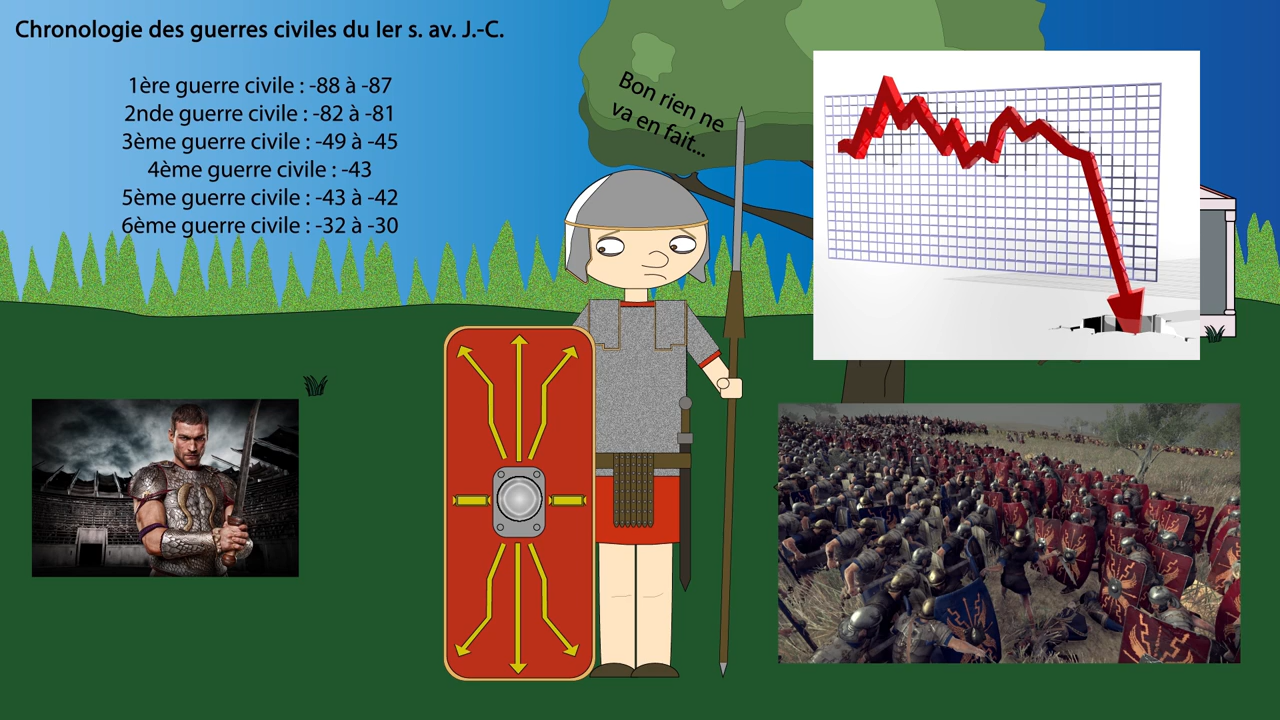 Chronologie des guerres civiles du Ier s. av. J.-C.
1ère guerre civile : -88 à -87
2nde guerre civile : -82 à -81
3ème guerre civile : -49 à -45
4ème guerre civile : -43
5ème guerre civile : -43 à -42
6ème guerre civile : -32 à -30
Bon rien ne
va en fait...